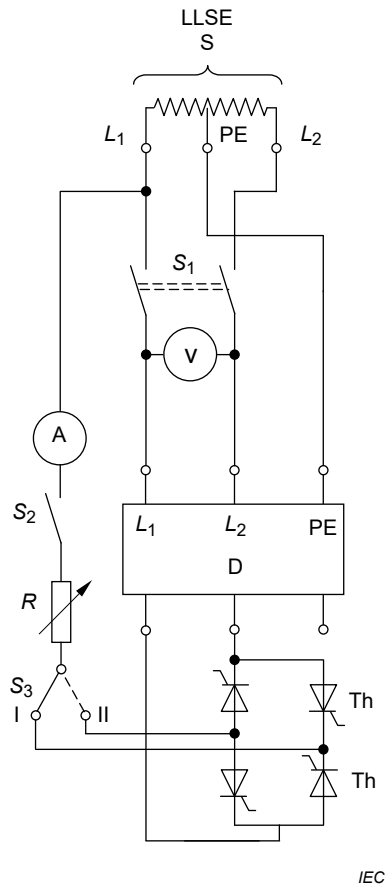 LLSE
S
L1 PE L2
S1
V
A
S2
L1 L2 PE
D
R
S3
I II
Th
Th
IEC